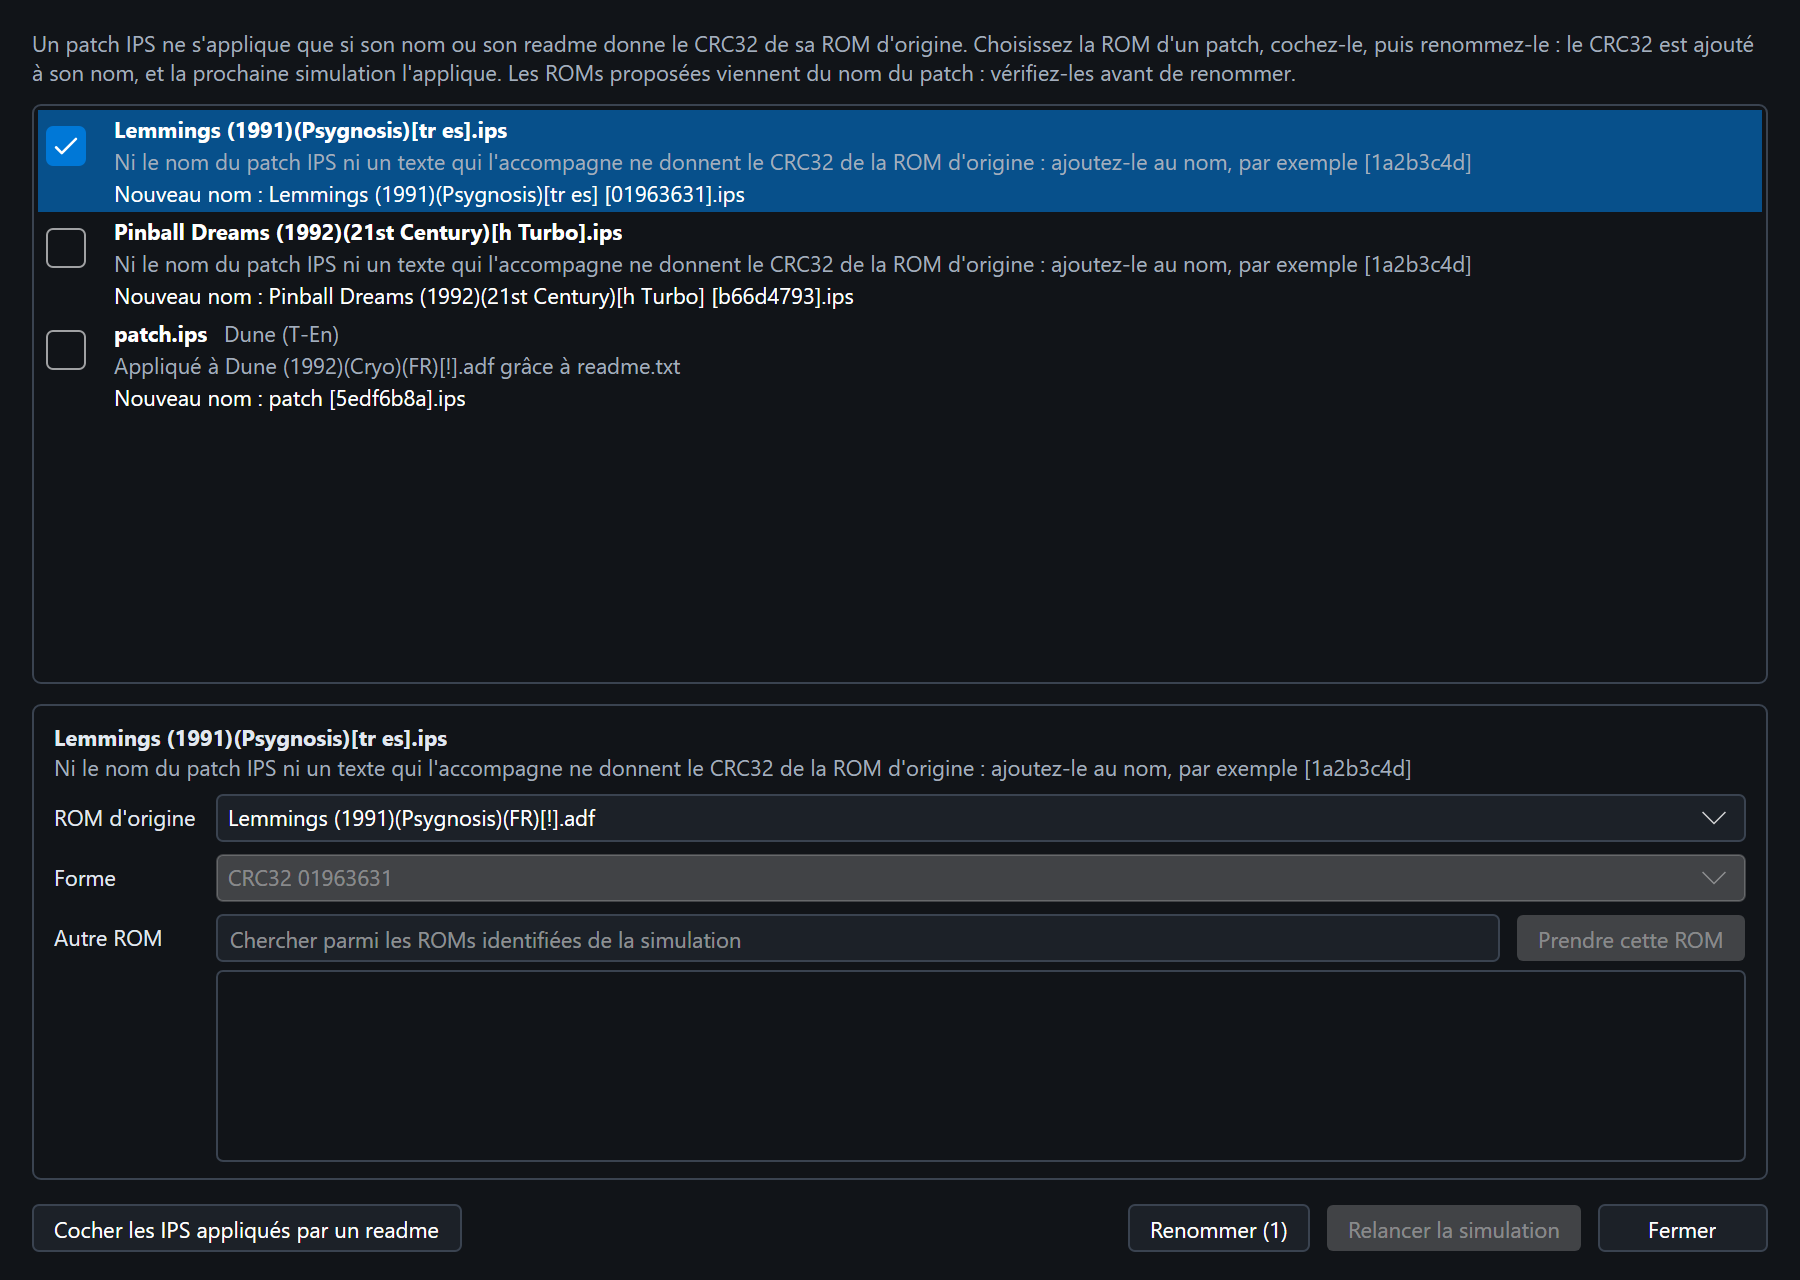 Un patch IPS ne s'applique que si son nom ou son readme donne le CRC32 de sa ROM d'origine. Choisissez la ROM d'un patch, cochez-le, puis renommez-le : le CRC32 est ajouté
à son nom, et la prochaine simulation l'applique. Les ROMs proposées viennent du nom du patch : vérifiez-les avant de renommer.
Lemmings (1991)(Psygnosis)[tr es].ips
Ni le nom du patch IPS ni un texte qui l'accompagne ne donnent le CRC32 de la ROM d'origine : ajoutez-le au nom, par exemple [1a2b3c4d]
Nouveau nom : Lemmings (1991)(Psygnosis)[tr es] [01963631].ips
Pinball Dreams (1992)(21st Century)[h Turbo].ips
Ni le nom du patch IPS ni un texte qui l'accompagne ne donnent le CRC32 de la ROM d'origine : ajoutez-le au nom, par exemple [1a2b3c4d]
Nouveau nom : Pinball Dreams (1992)(21st Century)[h Turbo] [b66d4793].ips
patch.ips Dune (T-En)
Appliqué à Dune (1992)(Cryo)(FR)[!].adf grâce à readme.txt
Nouveau nom : patch [5edf6b8a].ips
Lemmings (1991)(Psygnosis)[tr es].ips
Ni le nom du patch IPS ni un texte qui l'accompagne ne donnent le CRC32 de la ROM d'origine : ajoutez-le au nom, par exemple [1a2b3c4d]
ROM d'origine Lemmings (1991)(Psygnosis)(FR)[!].adf
Forme CRC32 01963631
Autre ROM Chercher parmi les ROMs identifiées de la simulation Prendre cette ROM
Cocher les IPS appliqués par un readme Renommer (1) Relancer la simulation Fermer